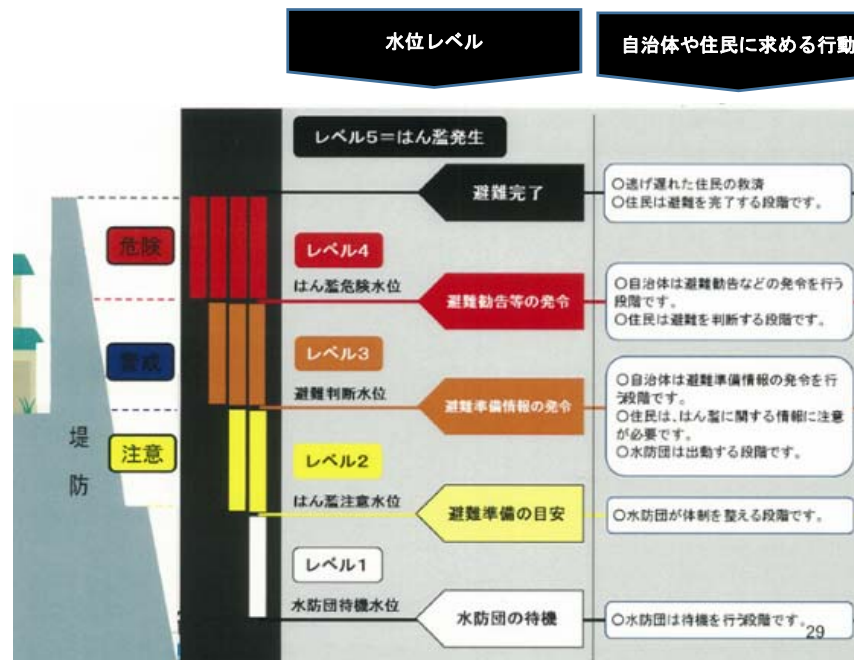 水位レベル
自治体や住民に求める行動
レベル5＝はん濫発生
避難完了
○逃げ遅れた住民の救済
○住民は避難を完了する段階です。
危険
レベル4
はん濫危険水位
避難勧告等の発令
○自治体は避難勧告などの発令を行う
段階です。
○住民は避難を判断する段階です。
警戒
レベル3
避難判断水位
避難準備情報の発令
○自治体は避難準備情報の発令を行
う段階です。
○住民は、はん濫に関する情報に注意
が必要です。
○水防団は出動する段階です。
堤防
注意
レベル2
はん濫注意水位
避難準備の目安
○水防団が体制を整える段階です。
レベル1
水防団待機水位
水防団の待機
○水防団は待機を行う段階です。
29